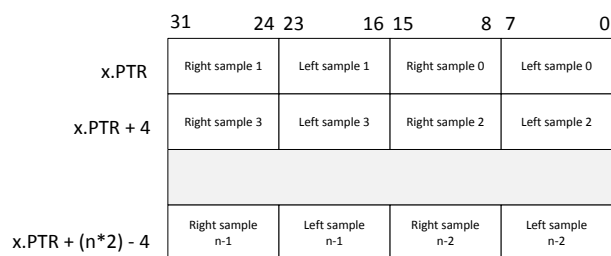 31 24 23 16 15 8 7 0
x.PTR Right sample 1 Left sample 1 Right sample 0 Left sample 0
x.PTR + 4 Right sample 3 Left sample 3 Right sample 2 Left sample 2
x.PTR + (n*2) - 4 Right sample Left sample Right sample Left sample
n-1 n-1 n-2 n-2